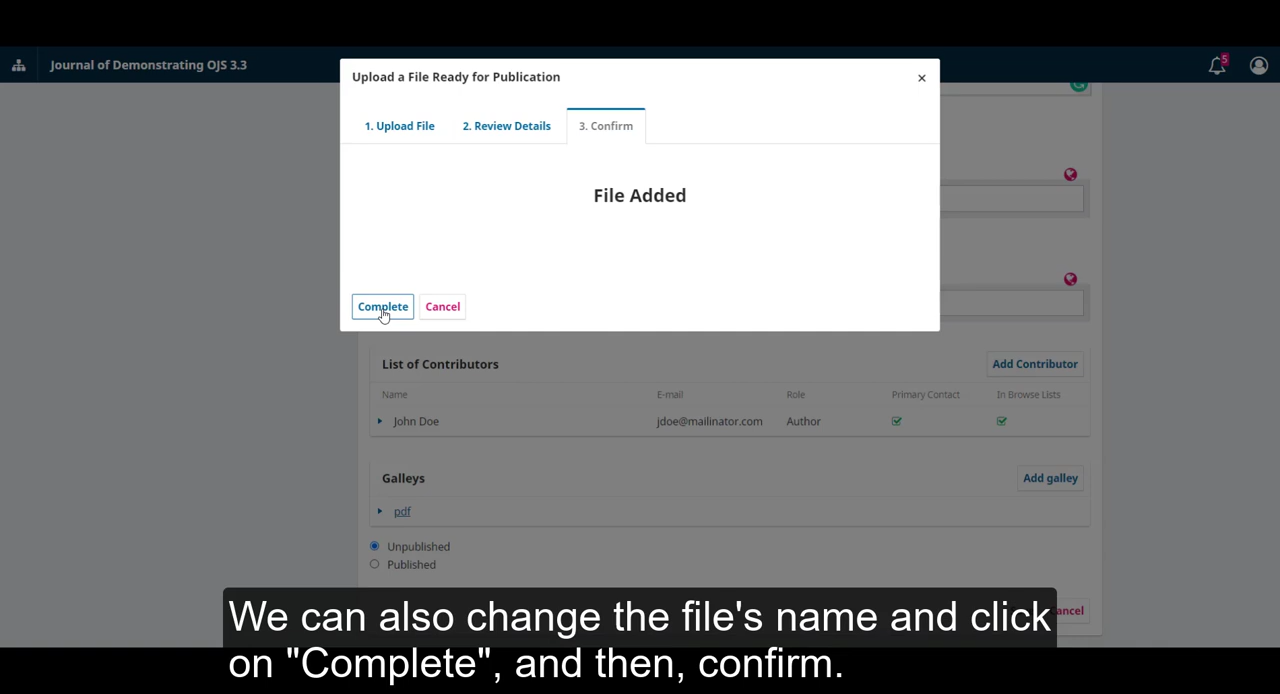 Journal of Demonstrating OJS 3.3
5
Upload a File Ready for Publication
×
1. Upload File
2. Review Details
3. Confirm
File Added
Complete
Cancel
List of Contributors
Add Contributor
Name
E-mail
Role
Primary Contact
In Browse Lists
John Doe
jdoe@mailinator.com
Author
Galleys
Add galley
pdf
Unpublished
Published
ancel
We can also change the file's name and click
on "Complete", and then, confirm.